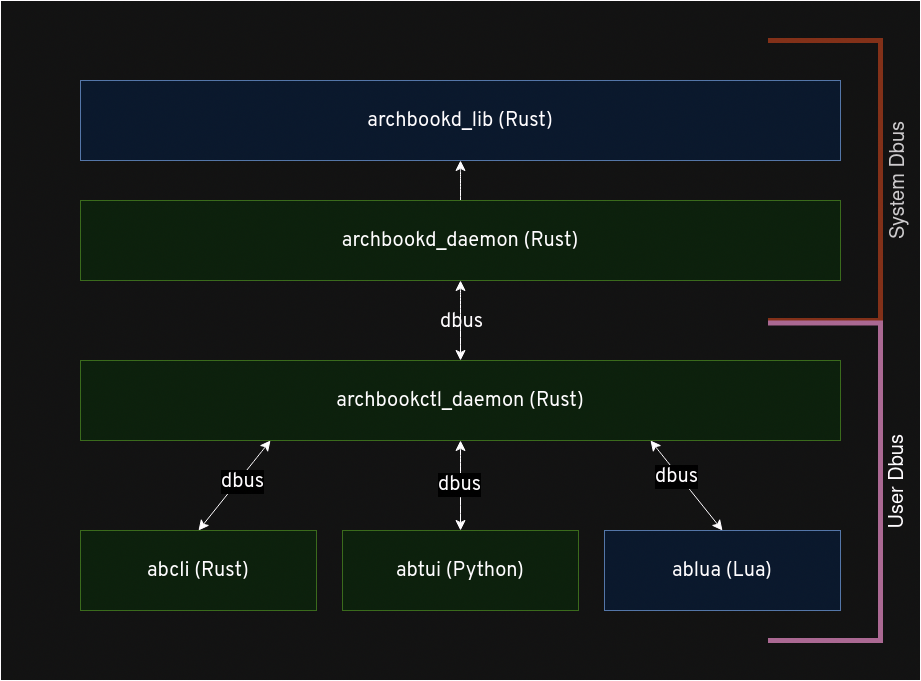 archbookd_lib (Rust)
System Dbus
archbookd_daemon (Rust)
dbus
archbookctl_daemon (Rust)
User Dbus
dbus
dbus
dbus
abcli (Rust)
abtui (Python)
ablua (Lua)